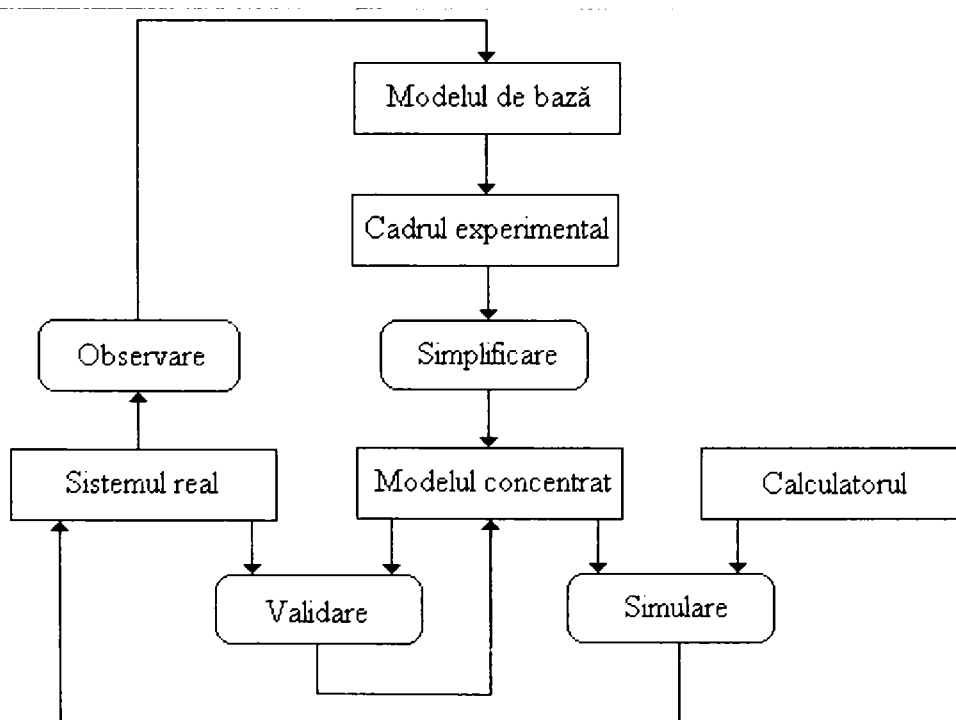 Modelul de bază
Cadrul experimental
Observare
Simplificare
Sistemul real
Modelul concentrat
Calculatorul
Validare
Simulare